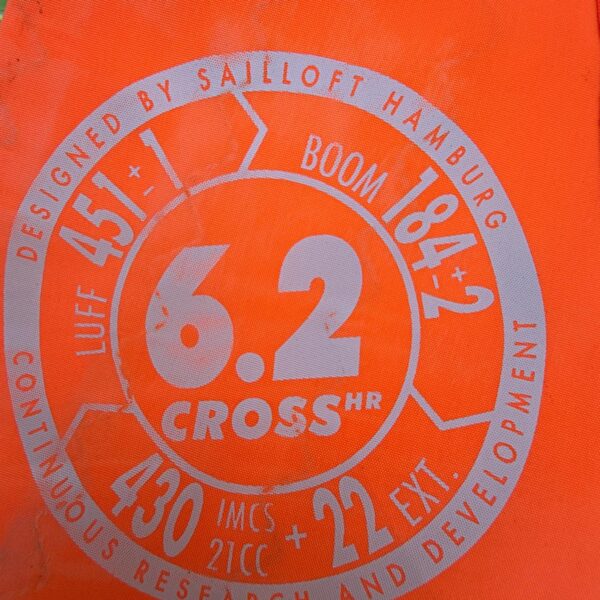 DESIGNED BY SAILLOFT HAMBURG
LUFF 451 +-1
BOOM 184 +-2
6.2
CROSS HR
430 IMCS
21CC
+ 22 EXT.
CONTINUOUS RESEARCH AND DEVELOPMENT